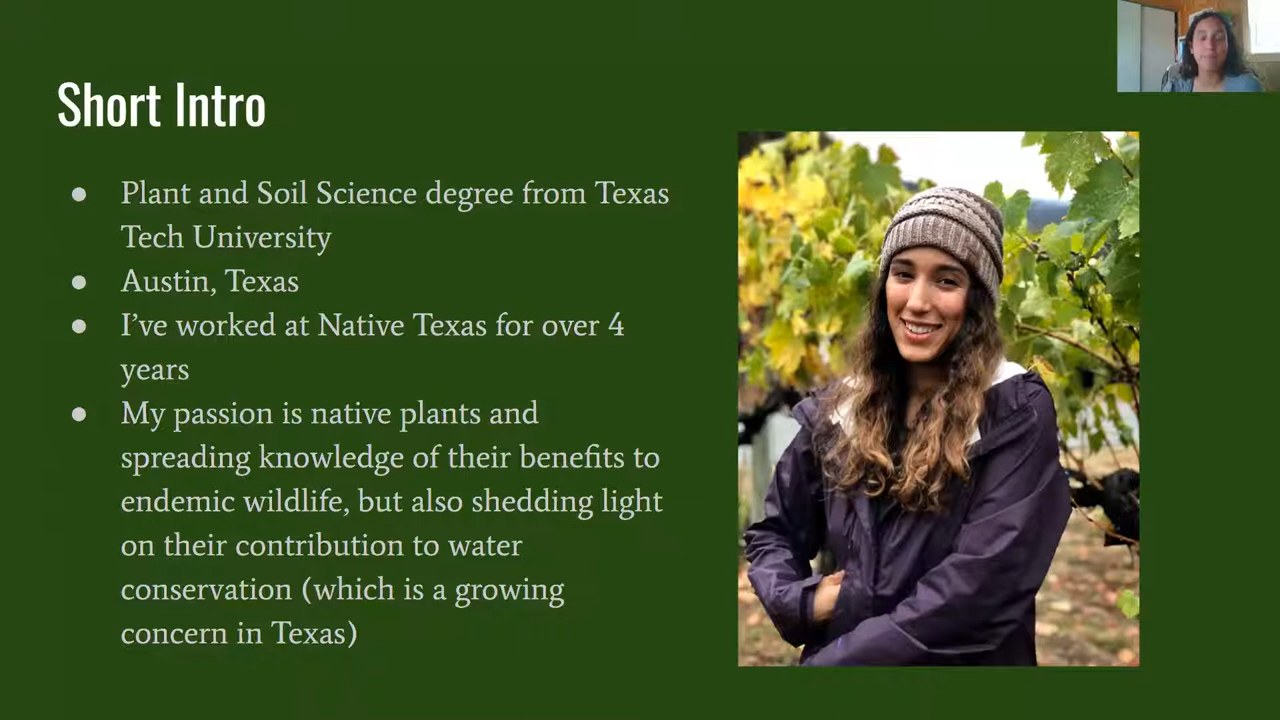 Short Intro
● Plant and Soil Science degree from Texas
Tech University
● Austin, Texas
● I’ve worked at Native Texas for over 4
years
● My passion is native plants and
spreading knowledge of their benefits to
endemic wildlife, but also shedding light
on their contribution to water
conservation (which is a growing
concern in Texas)